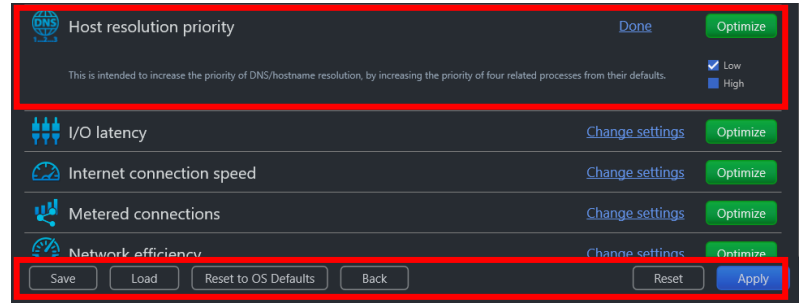 DNS
1..2..3
Host resolution priority Done Optimize
This is intended to increase the priority of DNS/hostname resolution, by increasing the priority of four related processes from their defaults.
Low
High
I/O latency Change settings Optimize
Internet connection speed Change settings Optimize
Metered connections Change settings Optimize
Network efficiency Change settings Optimize
Save Load Reset to OS Defaults Back Reset Apply